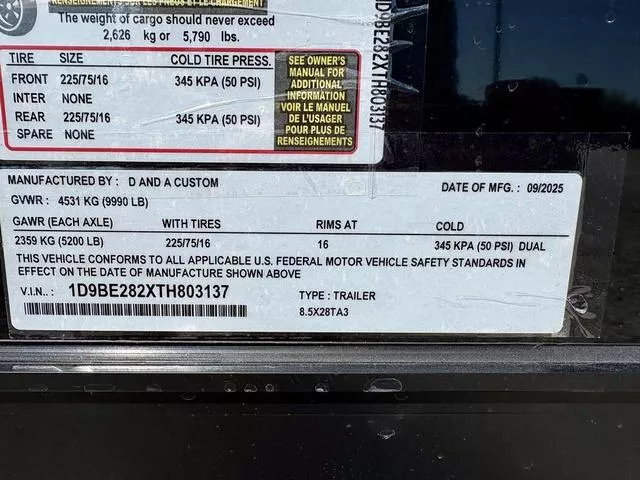 RENSEIGNEMENTS SUR LES PNEUS ET LE CHARGEMENT
The weight of cargo should never exceed
2,626 kg or 5,790 lbs.
TIRE SIZE COLD TIRE PRESS.
FRONT 225/75/16 345 KPA (50 PSI)
INTER NONE
REAR 225/75/16 345 KPA (50 PSI)
SPARE NONE
SEE OWNER'S
MANUAL FOR
ADDITIONAL
INFORMATION
VOIR LE MANUEL
DE L'USAGER
POUR PLUS DE
RENSEIGNEMENTS
1D9BE282XTH803137
MANUFACTURED BY: D AND A CUSTOM DATE OF MFG. : 09/2025
GVWR: 4531 KG (9990 LB)
GAWR (EACH AXLE) WITH TIRES RIMS AT COLD
2359 KG (5200 LB) 225/75/16 16 345 KPA (50 PSI) DUAL
THIS VEHICLE CONFORMS TO ALL APPLICABLE U.S. FEDERAL MOTOR VEHICLE SAFETY STANDARDS IN
EFFECT ON THE DATE OF MANUFACTURE SHOWN ABOVE
V.I.N.. : 1D9BE282XTH803137 TYPE : TRAILER
8.5X28TA3